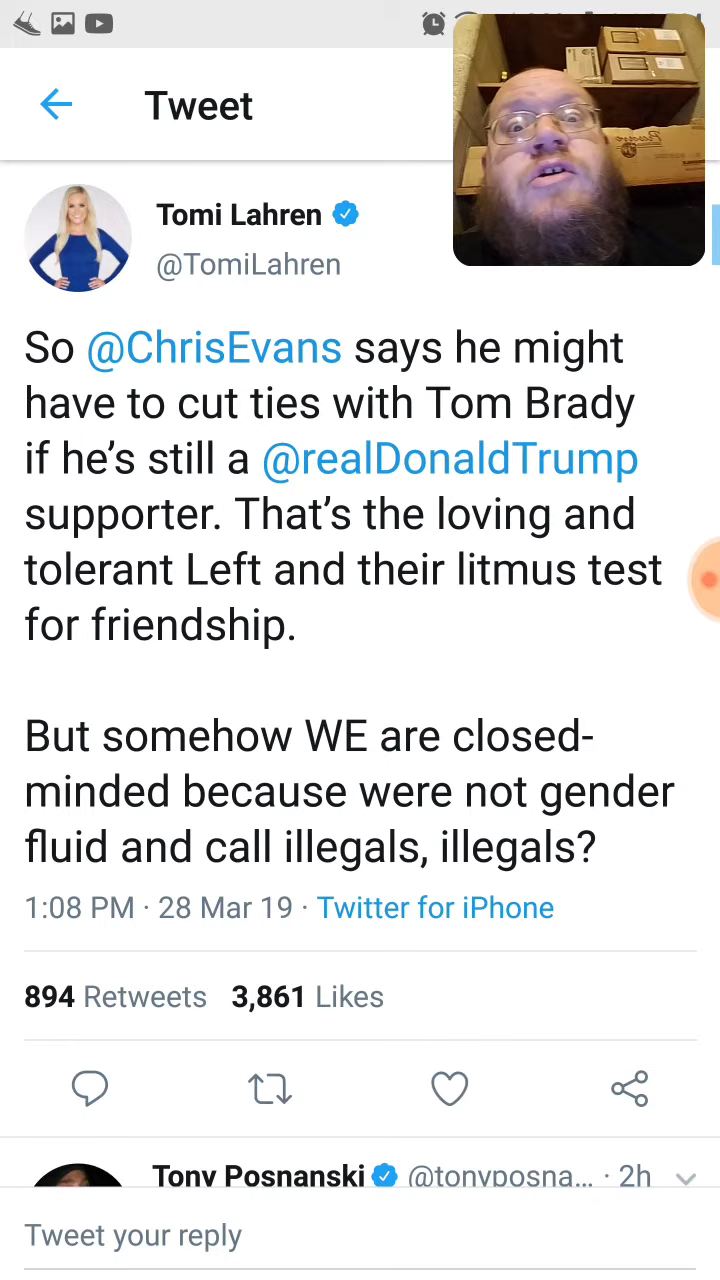 Tweet
Tomi Lahren
@TomiLahren
So @ChrisEvans says he might
have to cut ties with Tom Brady
if he’s still a @realDonaldTrump
supporter. That’s the loving and
tolerant Left and their litmus test
for friendship.
But somehow WE are closed-
minded because were not gender
fluid and call illegals, illegals?
1:08 PM · 28 Mar 19 · Twitter for iPhone
894 Retweets 3,861 Likes
Tony Posnanski @tonyposna... · 2h
Tweet your reply